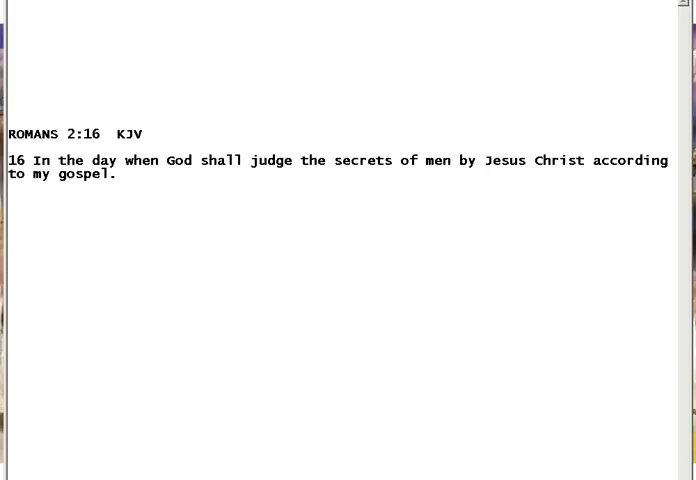 ROMANS 2:16  KJV
16 In the day when God shall judge the secrets of men by Jesus Christ according
to my gospel.